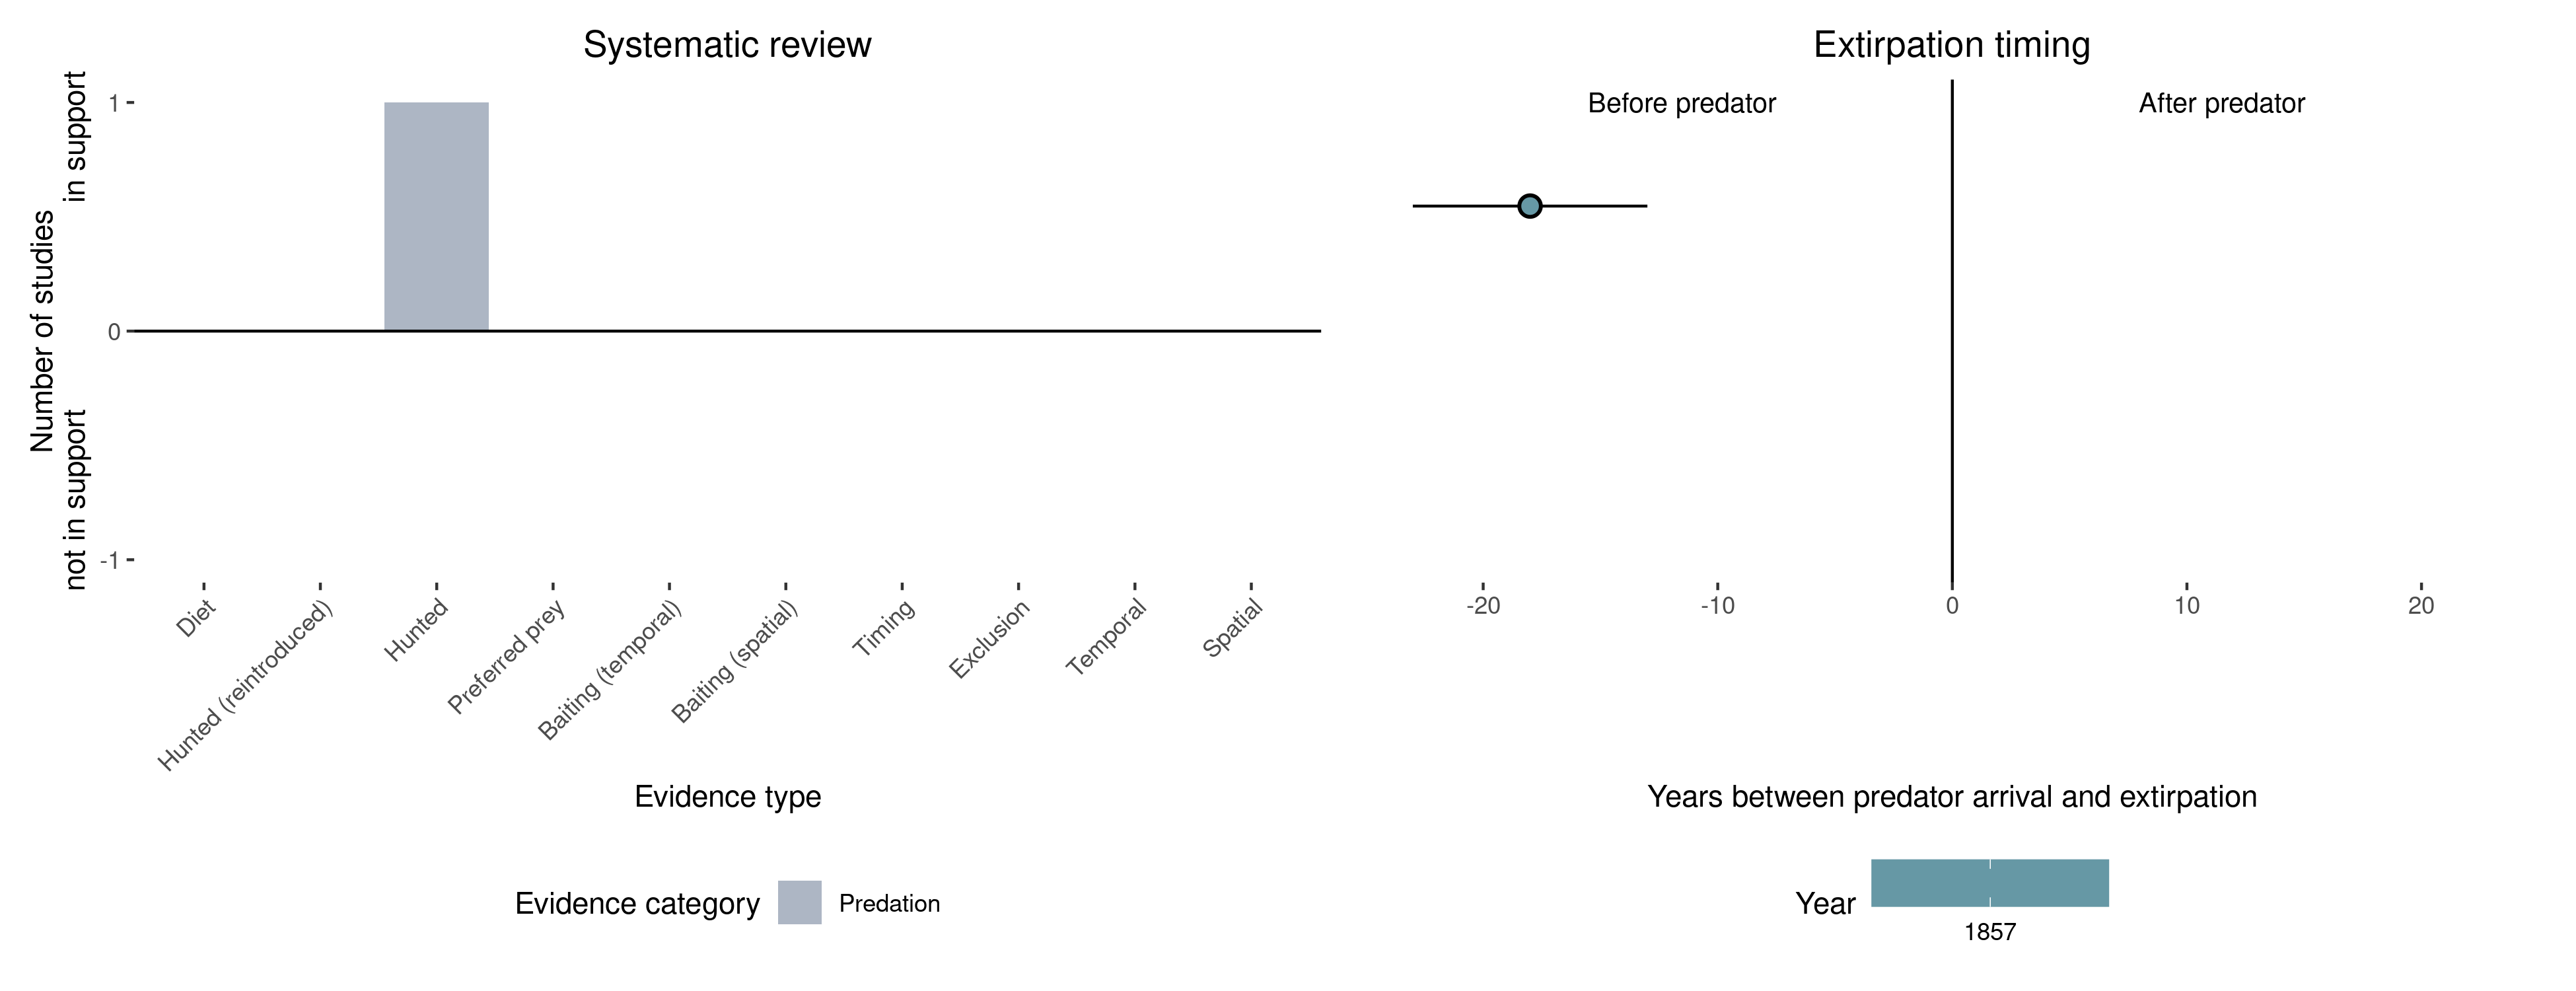 Systematic review
Number of studies
not in support in support
1
0
-1
Diet
Hunted (reintroduced)
Hunted
Preferred prey
Baiting (temporal)
Baiting (spatial)
Timing
Exclusion
Temporal
Spatial
Evidence type
Evidence category Predation
Extirpation timing
Before predator After predator
-20 -10 0 10 20
Years between predator arrival and extirpation
Year
1857